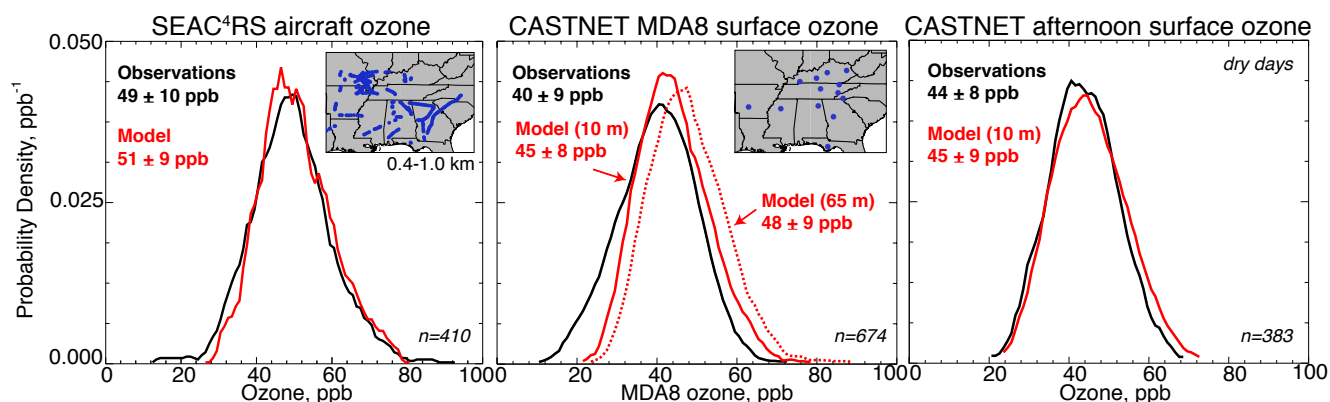 SEAC⁴RS aircraft ozone
0.050
0.025
0.000
Probability Density, ppb⁻¹
Observations
49 ± 10 ppb
Model
51 ± 9 ppb
0.4-1.0 km
n=410
0 20 40 60 80 100
Ozone, ppb
CASTNET MDA8 surface ozone
Observations
40 ± 9 ppb
Model (10 m)
45 ± 8 ppb
Model (65 m)
48 ± 9 ppb
n=674
0 20 40 60 80 100
MDA8 ozone, ppb
CASTNET afternoon surface ozone
dry days
Observations
44 ± 8 ppb
Model (10 m)
45 ± 9 ppb
n=383
0 20 40 60 80 100
Afternoon ozone, ppb